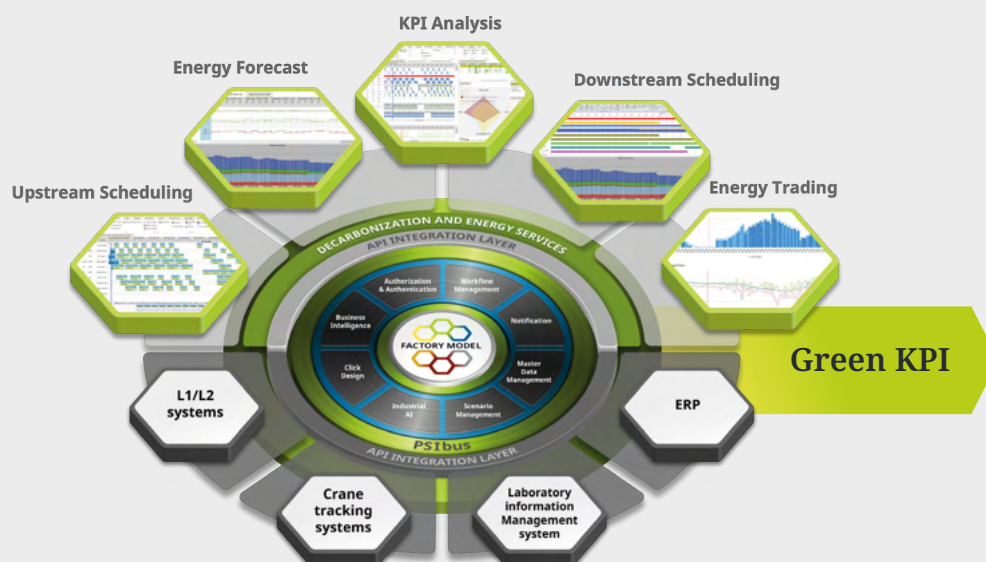 KPI Analysis
Energy Forecast
Downstream Scheduling
Upstream Scheduling
Energy Trading
DECARBONIZATION AND ENERGY SERVICES
API INTEGRATION LAYER
Authorization
& Authentication
Workflow
Management
Business
Intelligence
Notification
FACTORY MODEL
Click
Design
Master
Data
Management
Industrial
AI
Scenario
Management
PSIbus
API INTEGRATION LAYER
Green KPI
L1/L2
systems
ERP
Crane
tracking
systems
Laboratory
information
Management
system